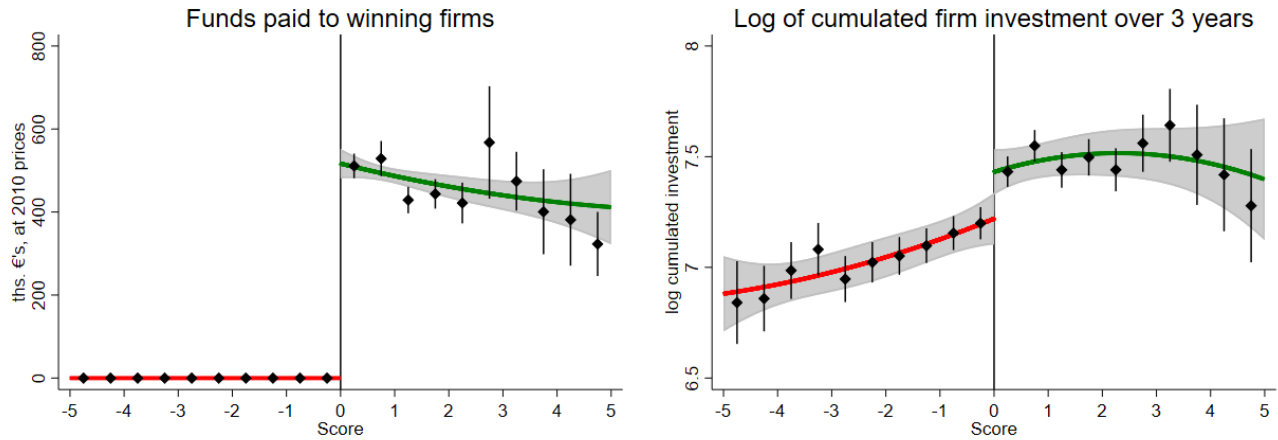 Funds paid to winning firms
ths. €'s, at 2010 prices
800
600
400
200
0
-5 -4 -3 -2 -1 0 1 2 3 4 5
Score
Log of cumulated firm investment over 3 years
log cumulated investment
8
7.5
7
6.5
-5 -4 -3 -2 -1 0 1 2 3 4 5
Score